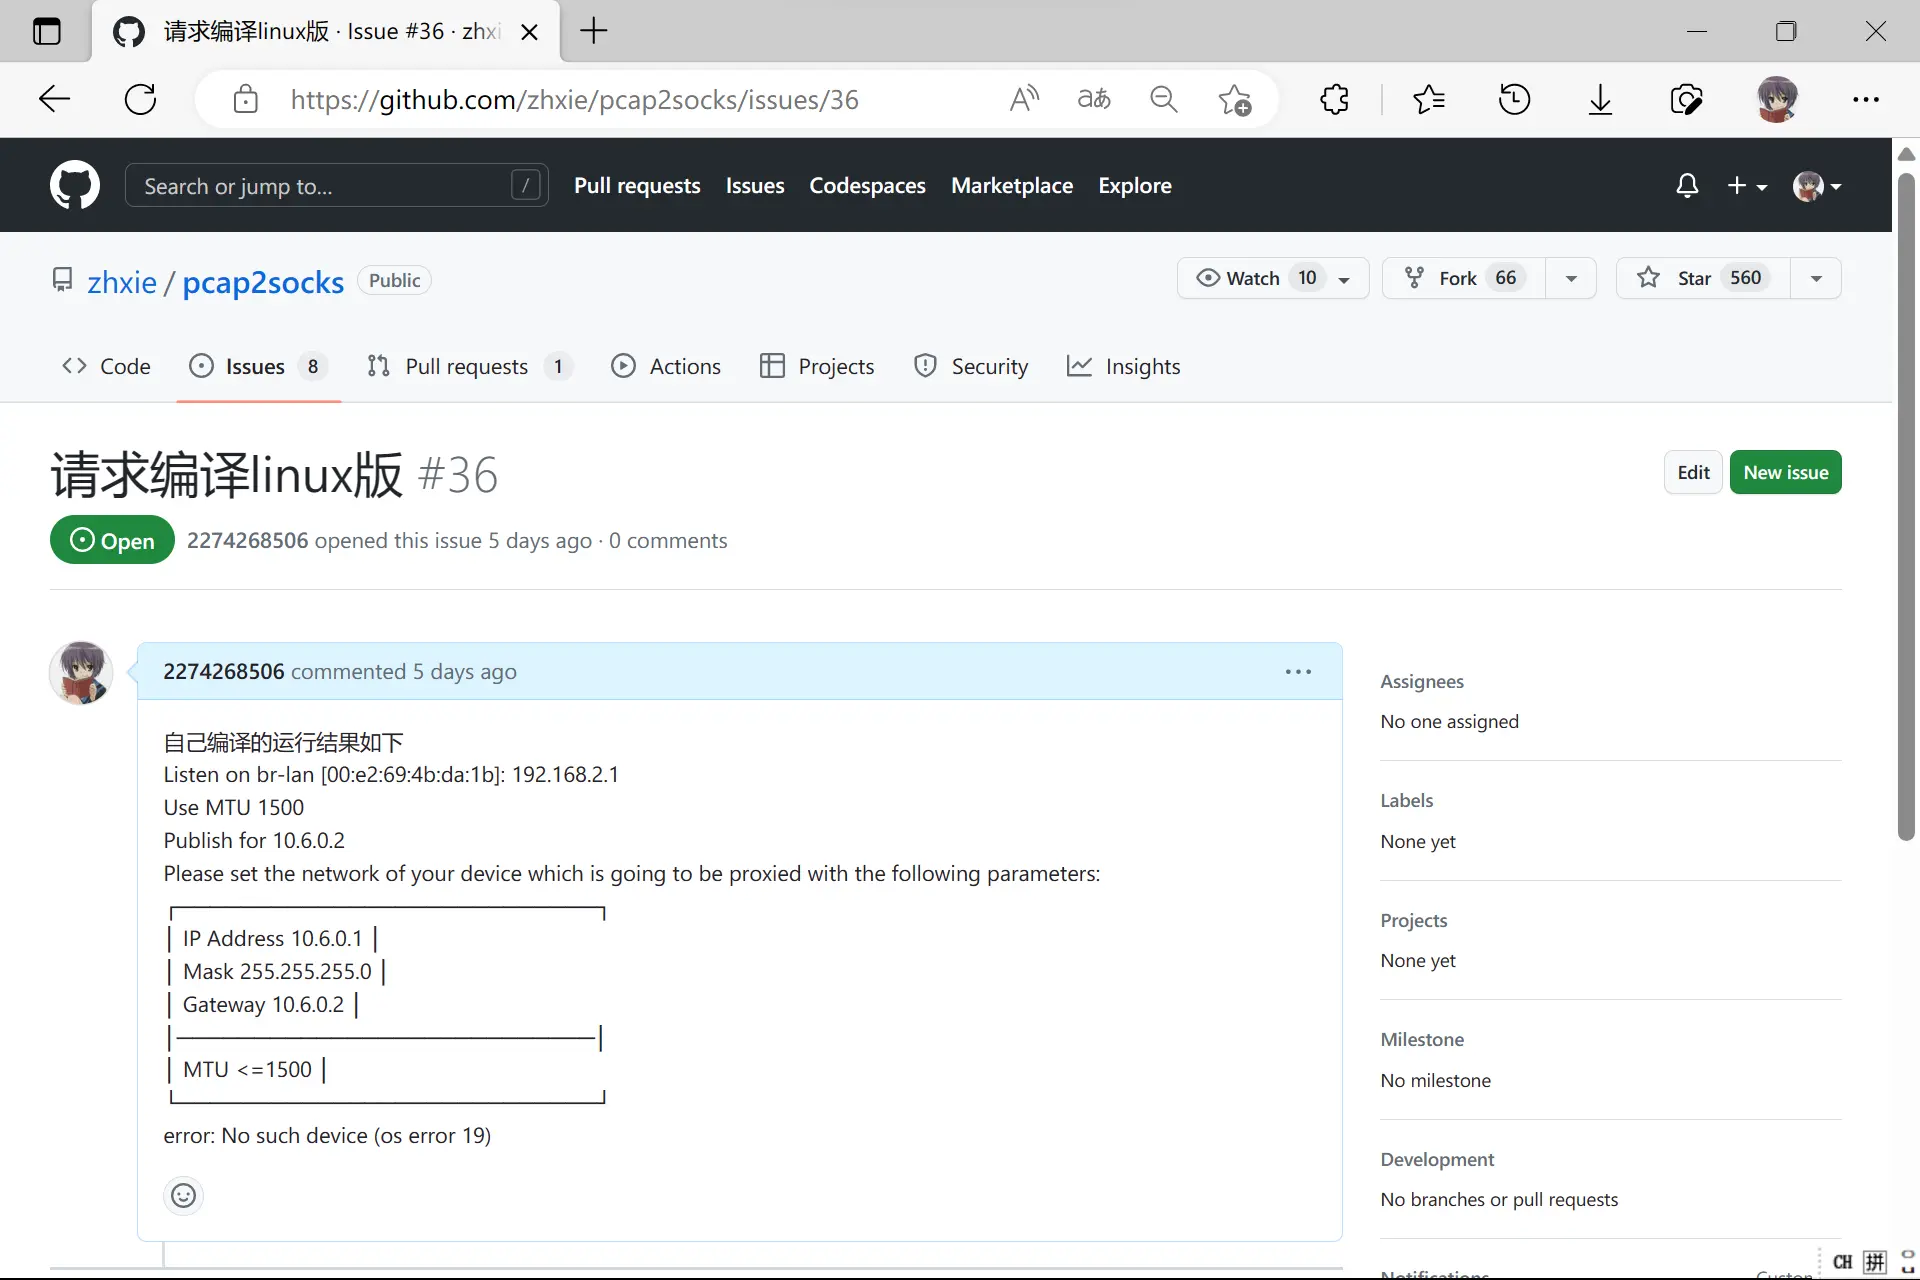 请求编译linux版 · Issue #36 · zhxi
https://github.com/zhxie/pcap2socks/issues/36
Search or jump to... /
Pull requests Issues Codespaces Marketplace Explore
zhxie / pcap2socks Public
Watch 10 Fork 66 Star 560
Code Issues 8 Pull requests 1 Actions Projects Security Insights
请求编译linux版 #36
Edit New issue
Open 2274268506 opened this issue 5 days ago · 0 comments
2274268506 commented 5 days ago
自己编译的运行结果如下
Listen on br-lan [00:e2:69:4b:da:1b]: 192.168.2.1
Use MTU 1500
Publish for 10.6.0.2
Please set the network of your device which is going to be proxied with the following parameters:
│ IP Address 10.6.0.1 │
│ Mask 255.255.255.0 │
│ Gateway 10.6.0.2 │
│ MTU <=1500 │
error: No such device (os error 19)
Assignees
No one assigned
Labels
None yet
Projects
None yet
Milestone
No milestone
Development
No branches or pull requests
Notifications
CH 拼